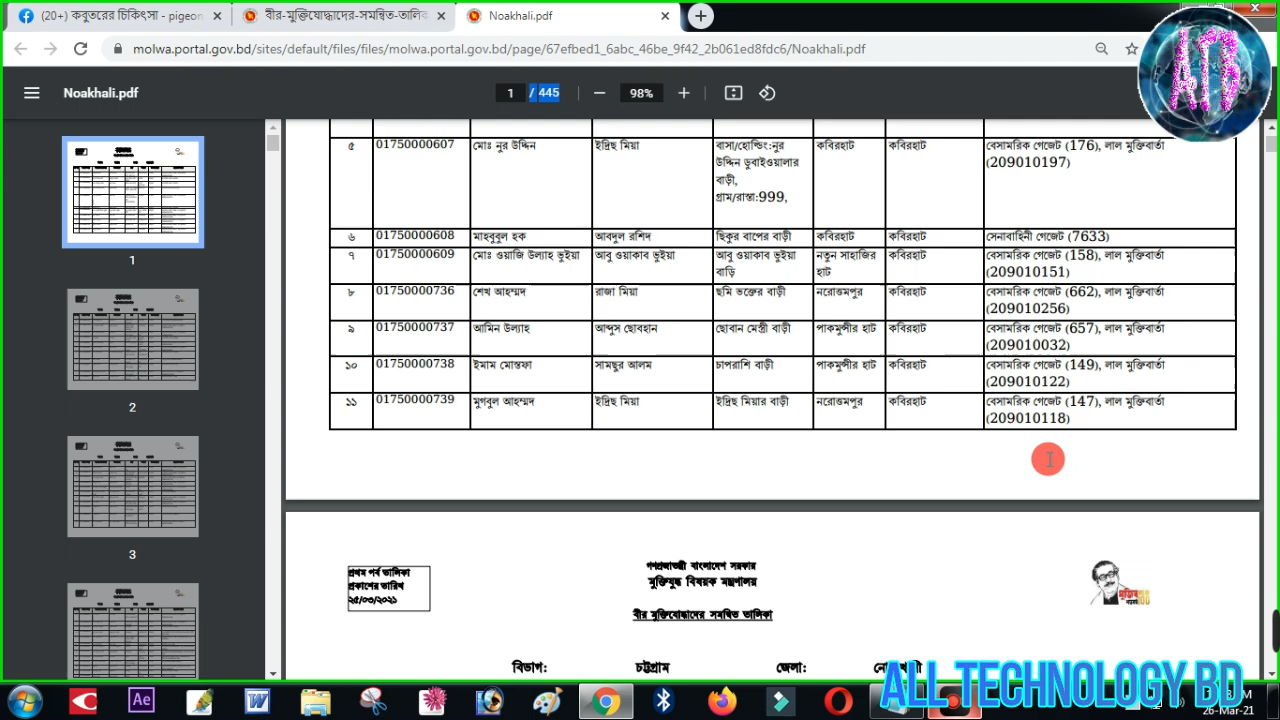 (20+) কবুতরের চিকিৎসা - pigeon
বীর-মুক্তিযোদ্ধাদের-সমন্বিত-তালিক
Noakhali.pdf
molwa.portal.gov.bd/sites/default/files/files/molwa.portal.gov.bd/page/67efbed1_6abc_46be_9f42_2b061ed8fdc6/Noakhali.pdf
Noakhali.pdf
1 / 445
98%
1
2
3
৫ 01750000607 মোঃ নুর উদ্দিন ইদ্রিছ মিয়া বাসা/হোল্ডিং:নুর কবিরহাট কবিরহাট বেসামরিক গেজেট (176), লাল মুক্তিবার্তা
উদ্দিন ডুবাইওয়ালার (209010197)
বাড়ী,
গ্রাম/রাস্তা:999,
৬ 01750000608 মাহবুবুল হক আবদুল রশিদ ছিকুর বাপের বাড়ী কবিরহাট কবিরহাট সেনাবাহিনী গেজেট (7633)
৭ 01750000609 মোঃ ওয়াজি উল্যাহ ভুইয়া আবু ওয়াকাব ভুইয়া আবু ওয়াকাব ভুইয়া নতুন সাহাজির কবিরহাট বেসামরিক গেজেট (158), লাল মুক্তিবার্তা
বাড়ি হাট (209010151)
৮ 01750000736 শেখ আহম্মদ রাজা মিয়া ছমি ভক্তের বাড়ী নরোত্তমপুর কবিরহাট বেসামরিক গেজেট (662), লাল মুক্তিবার্তা
(209010256)
৯ 01750000737 আমিন উল্যাহ আব্দুস ছোবহান ছোবান মেস্ত্রী বাড়ী পাকমুন্সীর হাট কবিরহাট বেসামরিক গেজেট (657), লাল মুক্তিবার্তা
(209010032)
১০ 01750000738 ইমাম মোস্তফা সামছুর আলম চাপরাশি বাড়ী পাকমুন্সীর হাট কবিরহাট বেসামরিক গেজেট (149), লাল মুক্তিবার্তা
(209010122)
১১ 01750000739 মুগবুল আহম্মদ ইদ্রিছ মিয়া ইদ্রিছ মিয়ার বাড়ী নরোত্তমপুর কবিরহাট বেসামরিক গেজেট (147), লাল মুক্তিবার্তা
(209010118)
প্রথম পর্ব তালিকা
প্রকাশের তারিখ
২৫/০৩/২০২১
গণপ্রজাতন্ত্রী বাংলাদেশ সরকার
মুক্তিযুদ্ধ বিষয়ক মন্ত্রণালয়
বীর মুক্তিযোদ্ধাদের সমন্বিত তালিকা
বিভাগ: চট্টগ্রাম জেলা:
ALL TECHNOLOGY BD
26-Mar-21